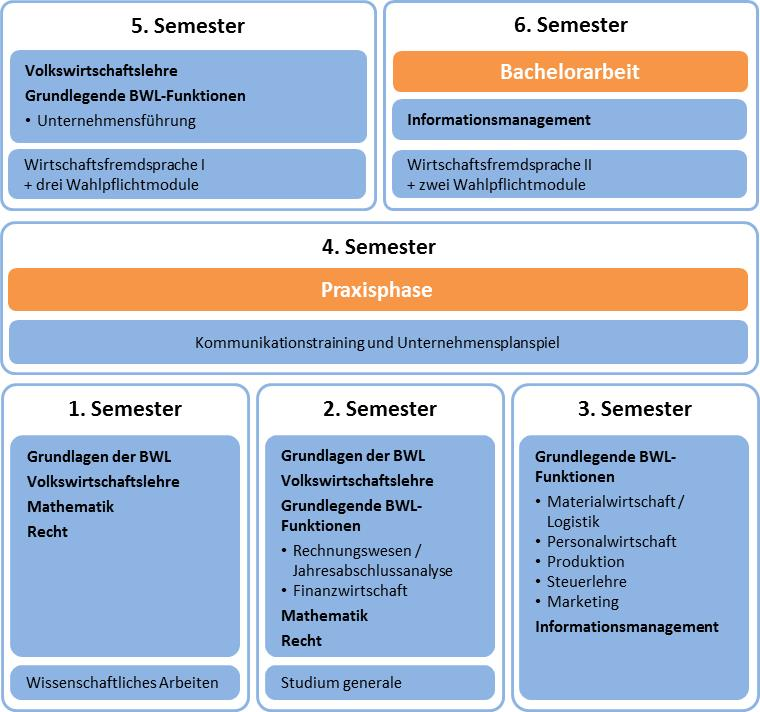 5. Semester
Volkswirtschaftslehre
Grundlegende BWL-Funktionen
• Unternehmensführung
Wirtschaftsfremdsprache I
+ drei Wahlpflichtmodule
6. Semester
Bachelorarbeit
Informationsmanagement
Wirtschaftsfremdsprache II
+ zwei Wahlpflichtmodule
4. Semester
Praxisphase
Kommunikationstraining und Unternehmensplanspiel
1. Semester
Grundlagen der BWL
Volkswirtschaftslehre
Mathematik
Recht
Wissenschaftliches Arbeiten
2. Semester
Grundlagen der BWL
Volkswirtschaftslehre
Grundlegende BWL-
Funktionen
• Rechnungswesen /
Jahresabschlussanalyse
• Finanzwirtschaft
Mathematik
Recht
Studium generale
3. Semester
Grundlegende BWL-
Funktionen
• Materialwirtschaft /
Logistik
• Personalwirtschaft
• Produktion
• Steuerlehre
• Marketing
Informationsmanagement